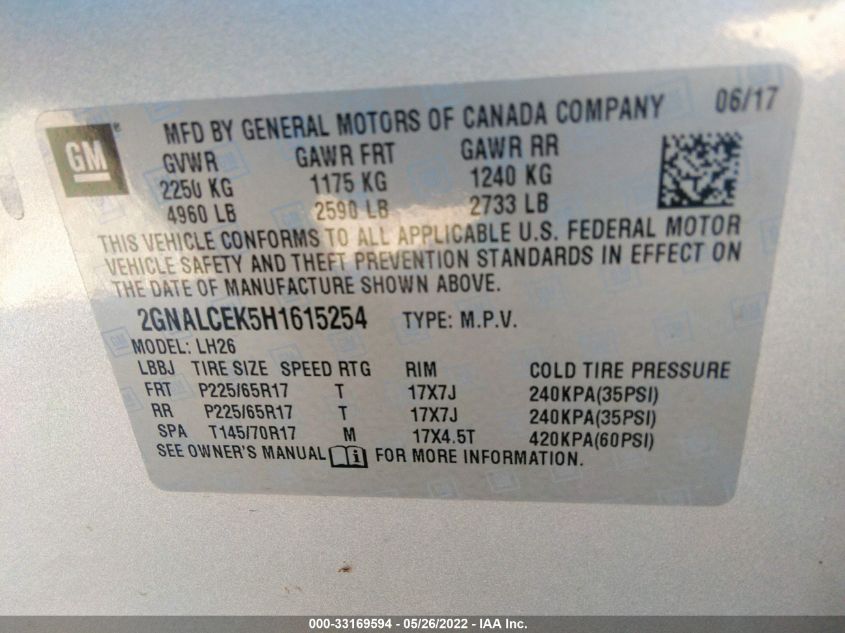 GM ®
MFD BY GENERAL MOTORS OF CANADA COMPANY 06/17
GVWR GAWR FRT GAWR RR
2250 KG 1175 KG 1240 KG
4960 LB 2590 LB 2733 LB
THIS VEHICLE CONFORMS TO ALL APPLICABLE U.S. FEDERAL MOTOR
VEHICLE SAFETY AND THEFT PREVENTION STANDARDS IN EFFECT ON
THE DATE OF MANUFACTURE SHOWN ABOVE.
2GNALCEK5H1615254 TYPE: M.P.V.
MODEL: LH26
LBBJ TIRE SIZE SPEED RTG RIM COLD TIRE PRESSURE
FRT P225/65R17 T 17X7J 240KPA(35PSI)
RR P225/65R17 T 17X7J 240KPA(35PSI)
SPA T145/70R17 M 17X4.5T 420KPA(60PSI)
SEE OWNER'S MANUAL FOR MORE INFORMATION.
000-33169594 - 05/26/2022 - IAA Inc.